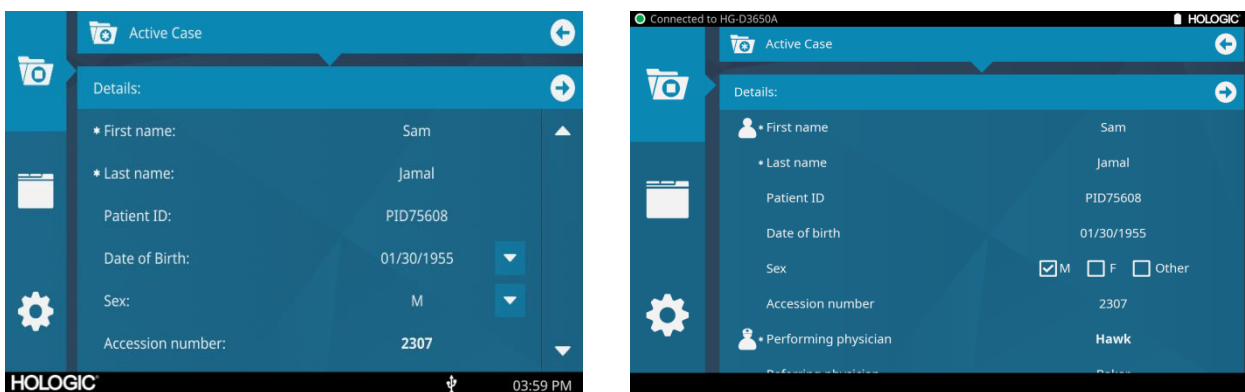 Active Case
Details:
* First name: Sam
* Last name: Jamal
Patient ID: PID75608
Date of Birth: 01/30/1955
Sex: M
Accession number: 2307
HOLOGIC 03:59 PM
Connected to HG-D3650A HOLOGIC
Active Case
Details:
* First name Sam
* Last name Jamal
Patient ID PID75608
Date of birth 01/30/1955
Sex M F Other
Accession number 2307
* Performing physician Hawk